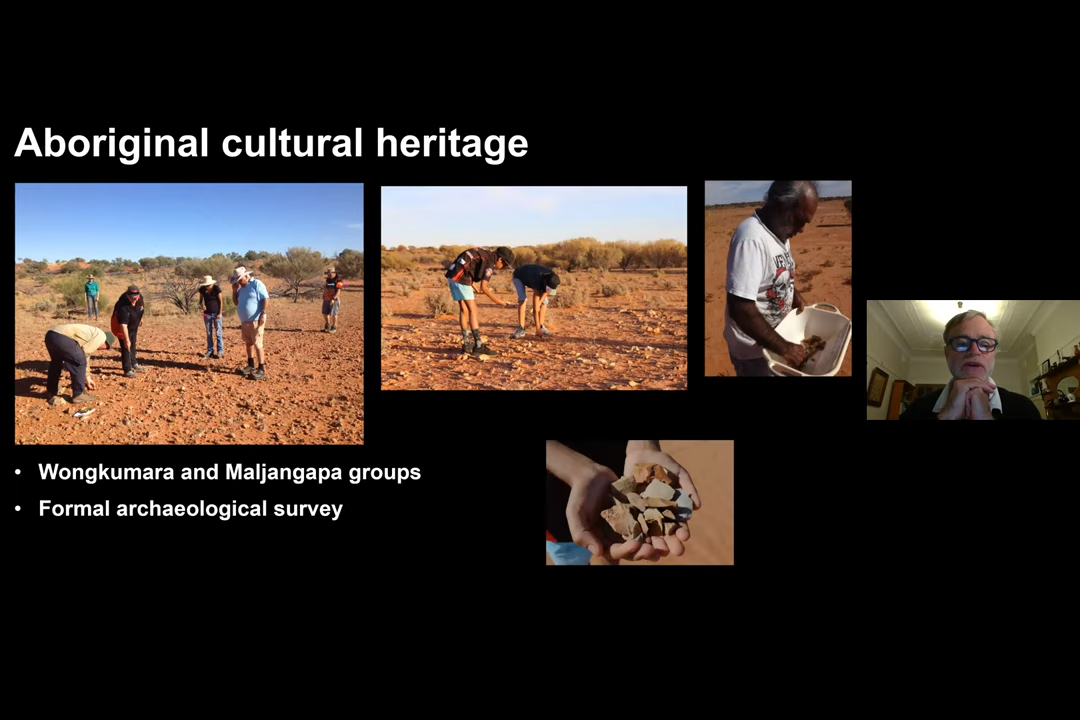 Aboriginal cultural heritage
• Wongkumara and Maljangapa groups
• Formal archaeological survey